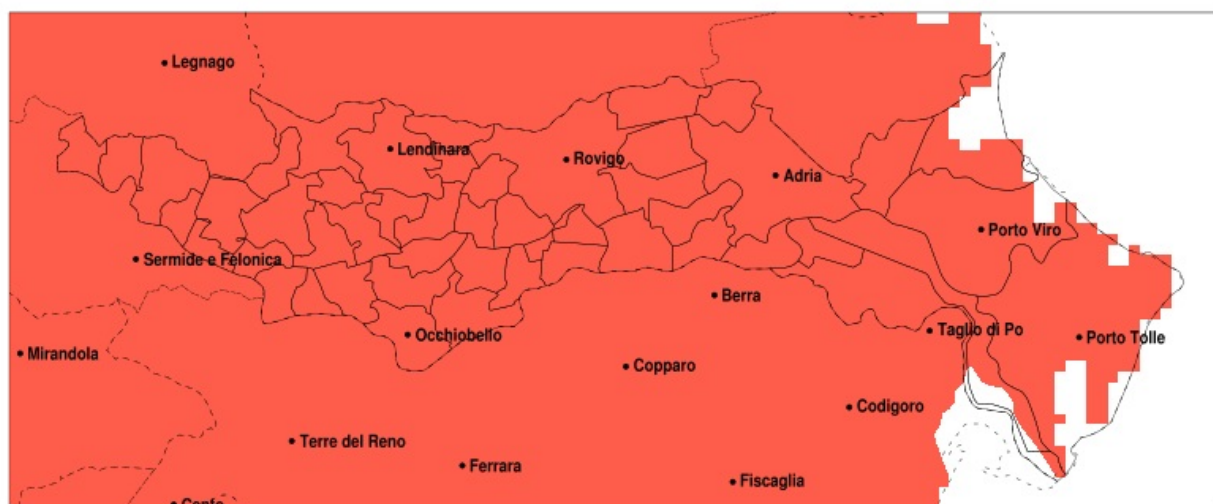 Legnago
Lendinara
Rovigo
Adria
Porto Viro
Sermide e Felonica
Berra
Occhiobello
Taglio di Po
Porto Tolle
Mirandola
Copparo
Codigoro
Terre del Reno
Ferrara
Fiscaglia